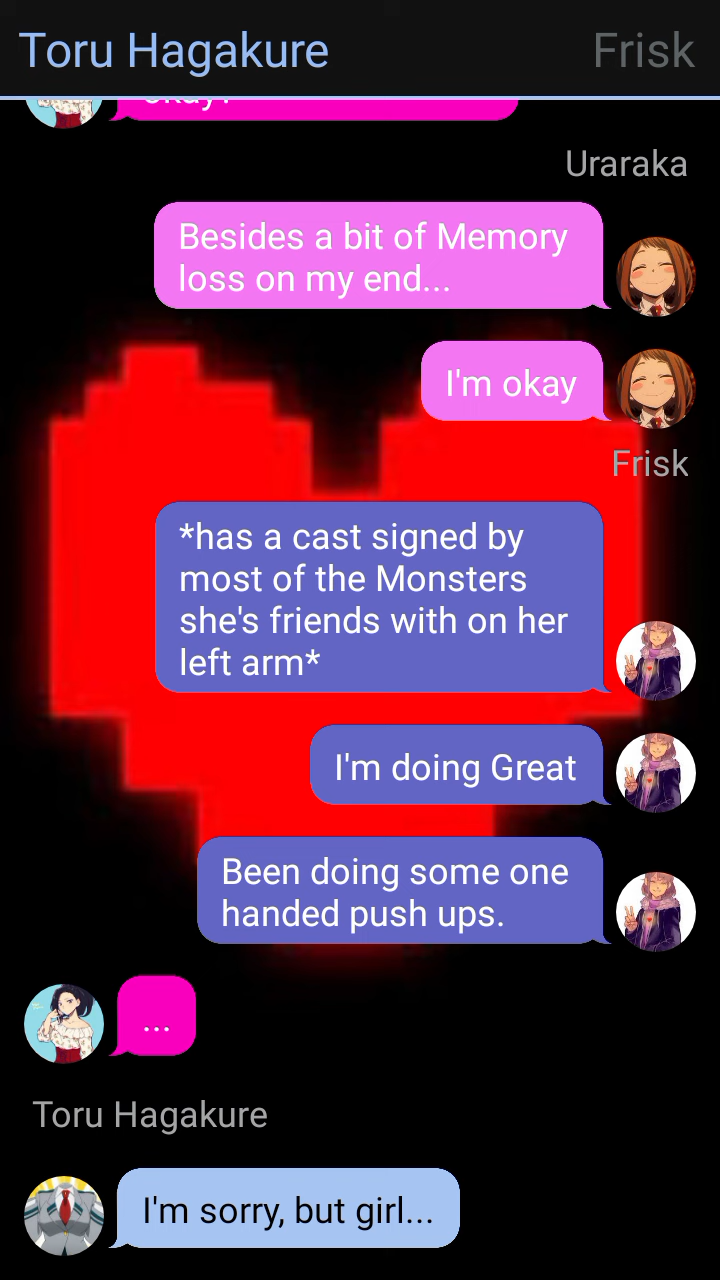 Toru Hagakure
Frisk
okay?
Uraraka
Besides a bit of Memory
loss on my end...
I'm okay
Frisk
*has a cast signed by
most of the Monsters
she's friends with on her
left arm*
I'm doing Great
Been doing some one
handed push ups.
...
Toru Hagakure
I'm sorry, but girl...